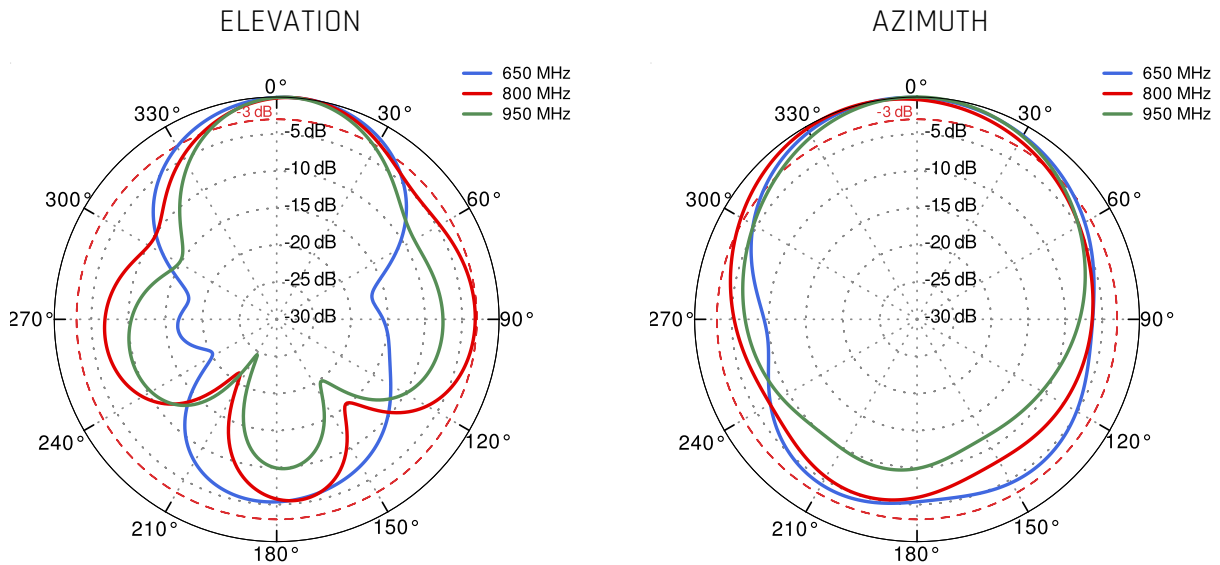 ELEVATION
650 MHz
800 MHz
950 MHz
0°
30°
60°
90°
120°
150°
180°
210°
240°
270°
300°
330°
-3 dB
-5 dB
-10 dB
-15 dB
-20 dB
-25 dB
-30 dB
AZIMUTH
650 MHz
800 MHz
950 MHz
0°
30°
60°
90°
120°
150°
180°
210°
240°
270°
300°
330°
-3 dB
-5 dB
-10 dB
-15 dB
-20 dB
-25 dB
-30 dB